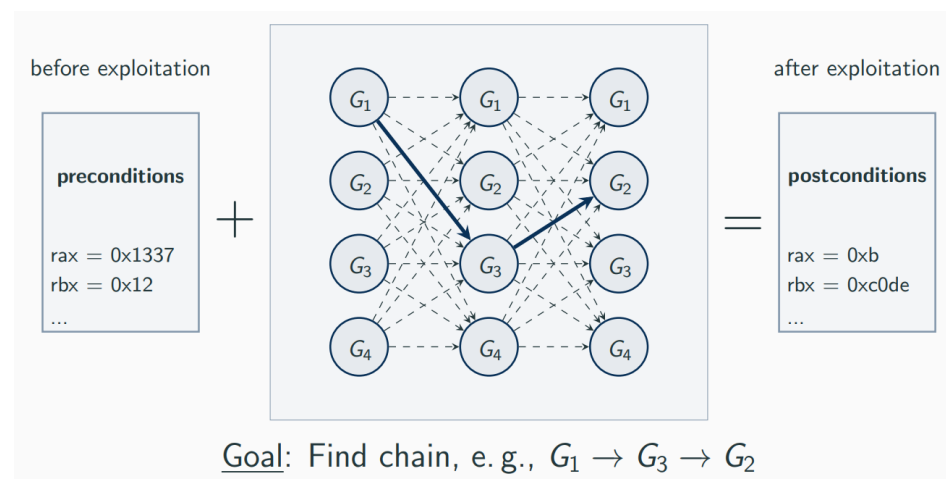 before exploitation
preconditions
rax = 0x1337
rbx = 0x12
...
+
G1 G1 G1
G2 G2 G2
G3 G3 G3
G4 G4 G4
=
after exploitation
postconditions
rax = 0xb
rbx = 0xc0de
...
Goal: Find chain, e. g., G1 → G3 → G2